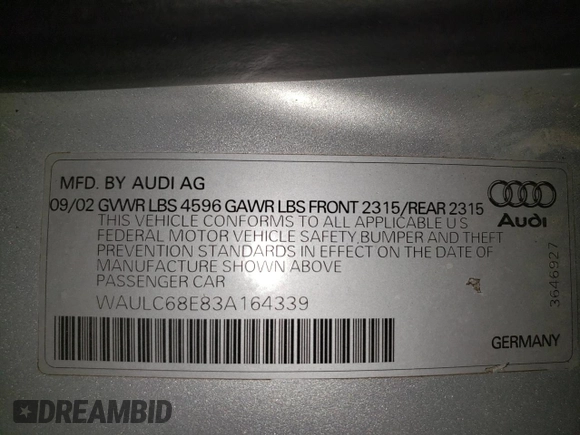 MFD. BY AUDI AG
09/02 GVWR LBS 4596 GAWR LBS FRONT 2315/REAR 2315
THIS VEHICLE CONFORMS TO ALL APPLICABLE U S
FEDERAL MOTOR VEHICLE SAFETY,BUMPER AND THEFT
PREVENTION STANDARDS IN EFFECT ON THE DATE OF
MANUFACTURE SHOWN ABOVE
PASSENGER CAR
WAULC68E83A164339
Audi
3646927
GERMANY
DREAMBID